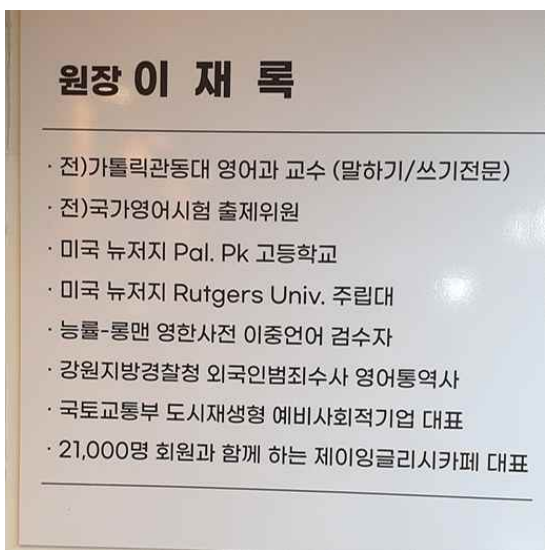 원장 이 재 록
· 전)가톨릭관동대 영어과 교수 (말하기/쓰기전문)
· 전)국가영어시험 출제위원
· 미국 뉴저지 Pal. Pk 고등학교
· 미국 뉴저지 Rutgers Univ. 주립대
· 능률-롱맨 영한사전 이중언어 검수자
· 강원지방경찰청 외국인범죄수사 영어통역사
· 국토교통부 도시재생형 예비사회적기업 대표
· 21,000명 회원과 함께 하는 제이잉글리시카페 대표